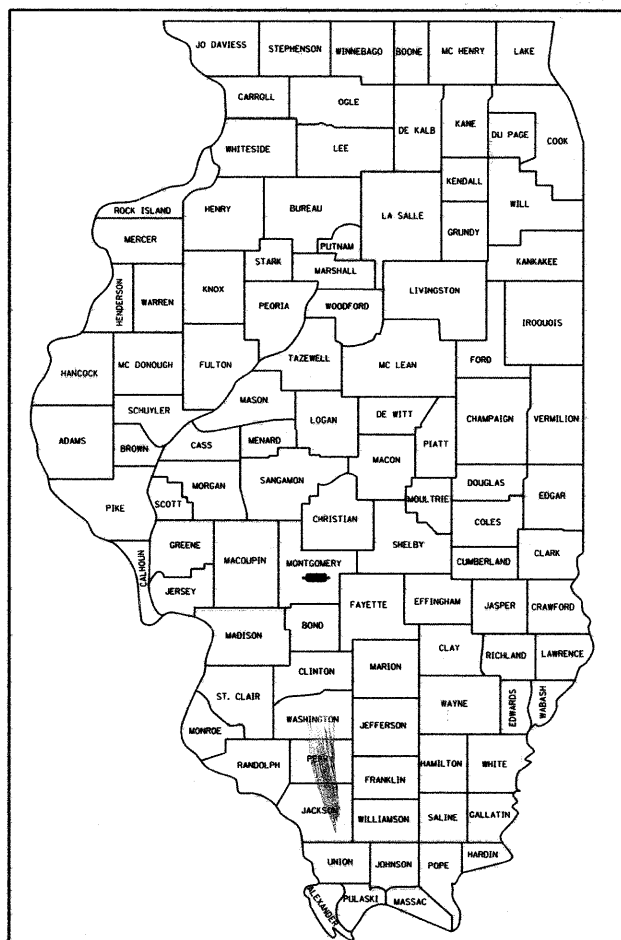 JO DAVIESS
STEPHENSON
WINNEBAGO
BOONE
MC HENRY
LAKE
CARROLL
OGLE
DE KALB
KANE
DU PAGE
COOK
WHITESIDE
LEE
KENDALL
WILL
ROCK ISLAND
HENRY
BUREAU
LA SALLE
GRUNDY
MERCER
PUTNAM
STARK
MARSHALL
KANKAKEE
HENDERSON
WARREN
KNOX
PEORIA
WOODFORD
LIVINGSTON
IROQUOIS
FORD
HANCOCK
MC DONOUGH
FULTON
TAZEWELL
MC LEAN
MASON
SCHUYLER
LOGAN
DE WITT
CHAMPAIGN
VERMILION
ADAMS
BROWN
CASS
MENARD
MACON
PIATT
PIKE
SCOTT
MORGAN
SANGAMON
CHRISTIAN
MOULTRIE
DOUGLAS
EDGAR
COLES
CALHOUN
GREENE
MACOUPIN
MONTGOMERY
SHELBY
CUMBERLAND
CLARK
JERSEY
FAYETTE
EFFINGHAM
JASPER
CRAWFORD
MADISON
BOND
CLAY
RICHLAND
LAWRENCE
CLINTON
MARION
ST. CLAIR
WAYNE
EDWARDS
WABASH
WASHINGTON
JEFFERSON
MONROE
RANDOLPH
PERRY
FRANKLIN
HAMILTON
WHITE
JACKSON
WILLIAMSON
SALINE
GALLATIN
UNION
JOHNSON
POPE
HARDIN
ALEXANDER
PULASKI
MASSAC